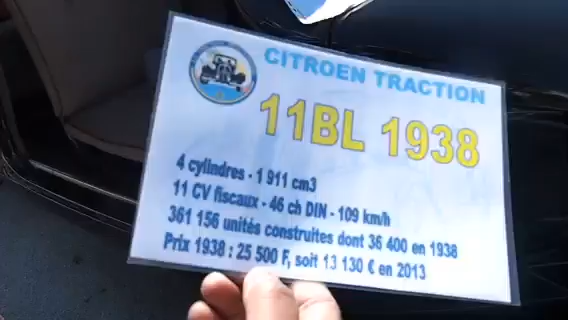 CITROEN TRACTION
11BL 1938
4 cylindres - 1 911 cm3
11 CV fiscaux - 46 ch DIN - 109 km/h
361 156 unités construites dont 36 400 en 1938
Prix 1938 : 25 500 F, soit 13 130 € en 2013